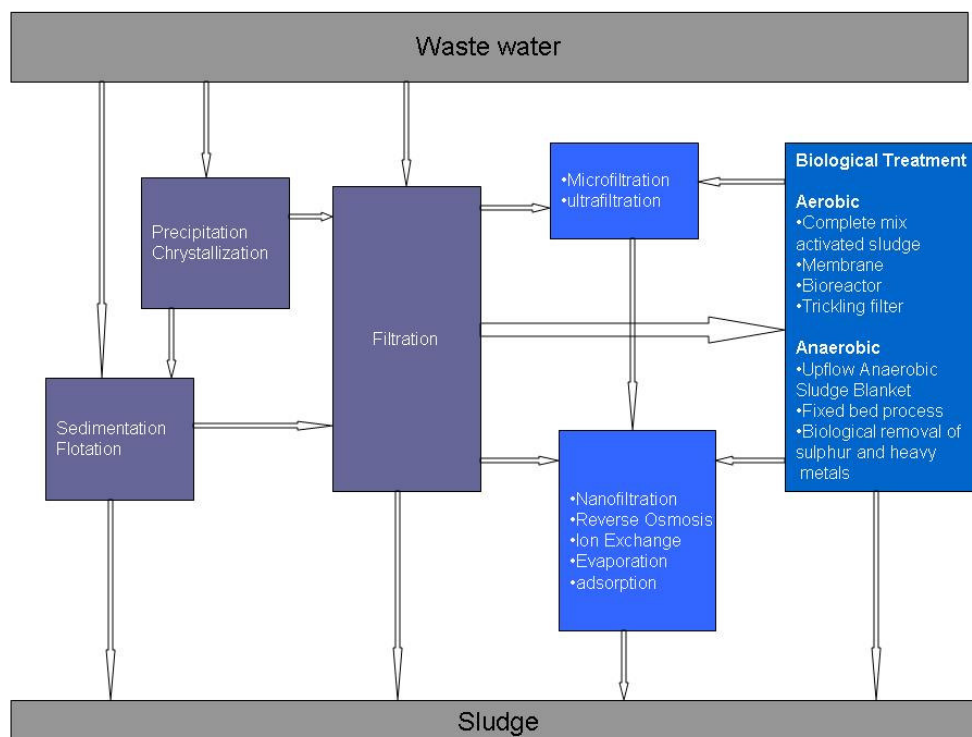 Waste water
Precipitation
Chrystallization
Sedimentation
Flotation
Filtration
•Microfiltration
•ultrafiltration
•Nanofiltration
•Reverse Osmosis
•Ion Exchange
•Evaporation
•adsorption
Biological Treatment
Aerobic
•Complete mix
activated sludge
•Membrane
•Bioreactor
•Trickling filter
Anaerobic
•Upflow Anaerobic
Sludge Blanket
•Fixed bed process
•Biological removal of
sulphur and heavy
metals
Sludge